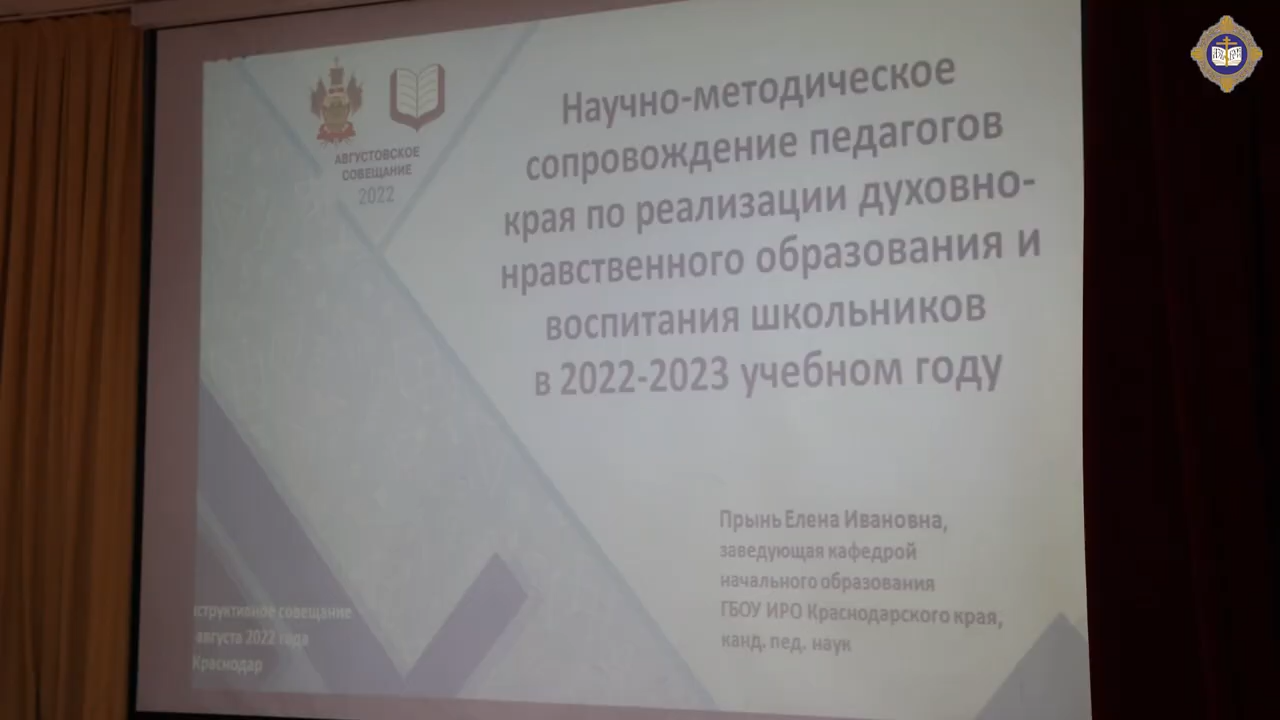 АВГУСТОВСКОЕ
СОВЕЩАНИЕ
2022
Научно-методическое
сопровождение педагогов
края по реализации духовно-
нравственного образования и
воспитания школьников
в 2022-2023 учебном году
Прынь Елена Ивановна,
заведующая кафедрой
начального образования
ГБОУ ИРО Краснодарского края,
канд. пед. наук
совещание
августа 2022 года
Краснодар